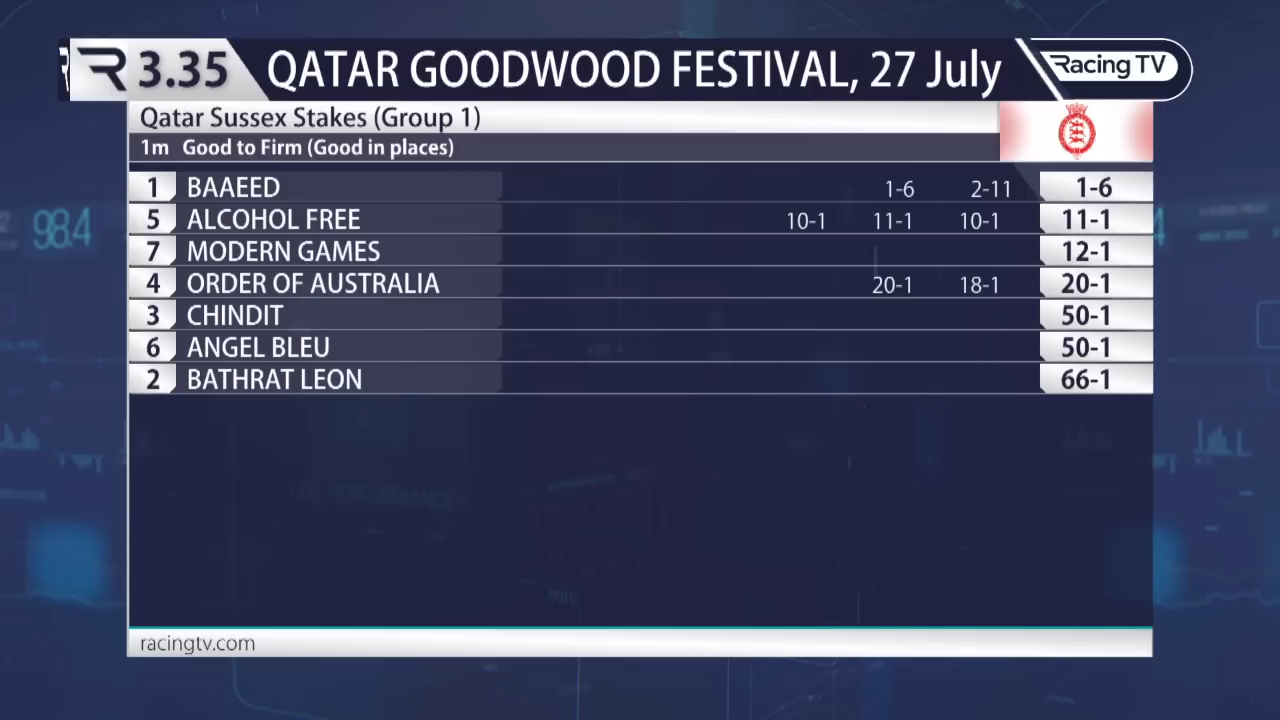 3.35 QATAR GOODWOOD FESTIVAL, 27 July Racing TV
Qatar Sussex Stakes (Group 1)
1m Good to Firm (Good in places)
1 BAAEED 1-6 2-11 1-6
5 ALCOHOL FREE 10-1 11-1 10-1 11-1
7 MODERN GAMES 12-1
4 ORDER OF AUSTRALIA 20-1 18-1 20-1
3 CHINDIT 50-1
6 ANGEL BLEU 50-1
2 BATHRAT LEON 66-1
98.4
racingtv.com